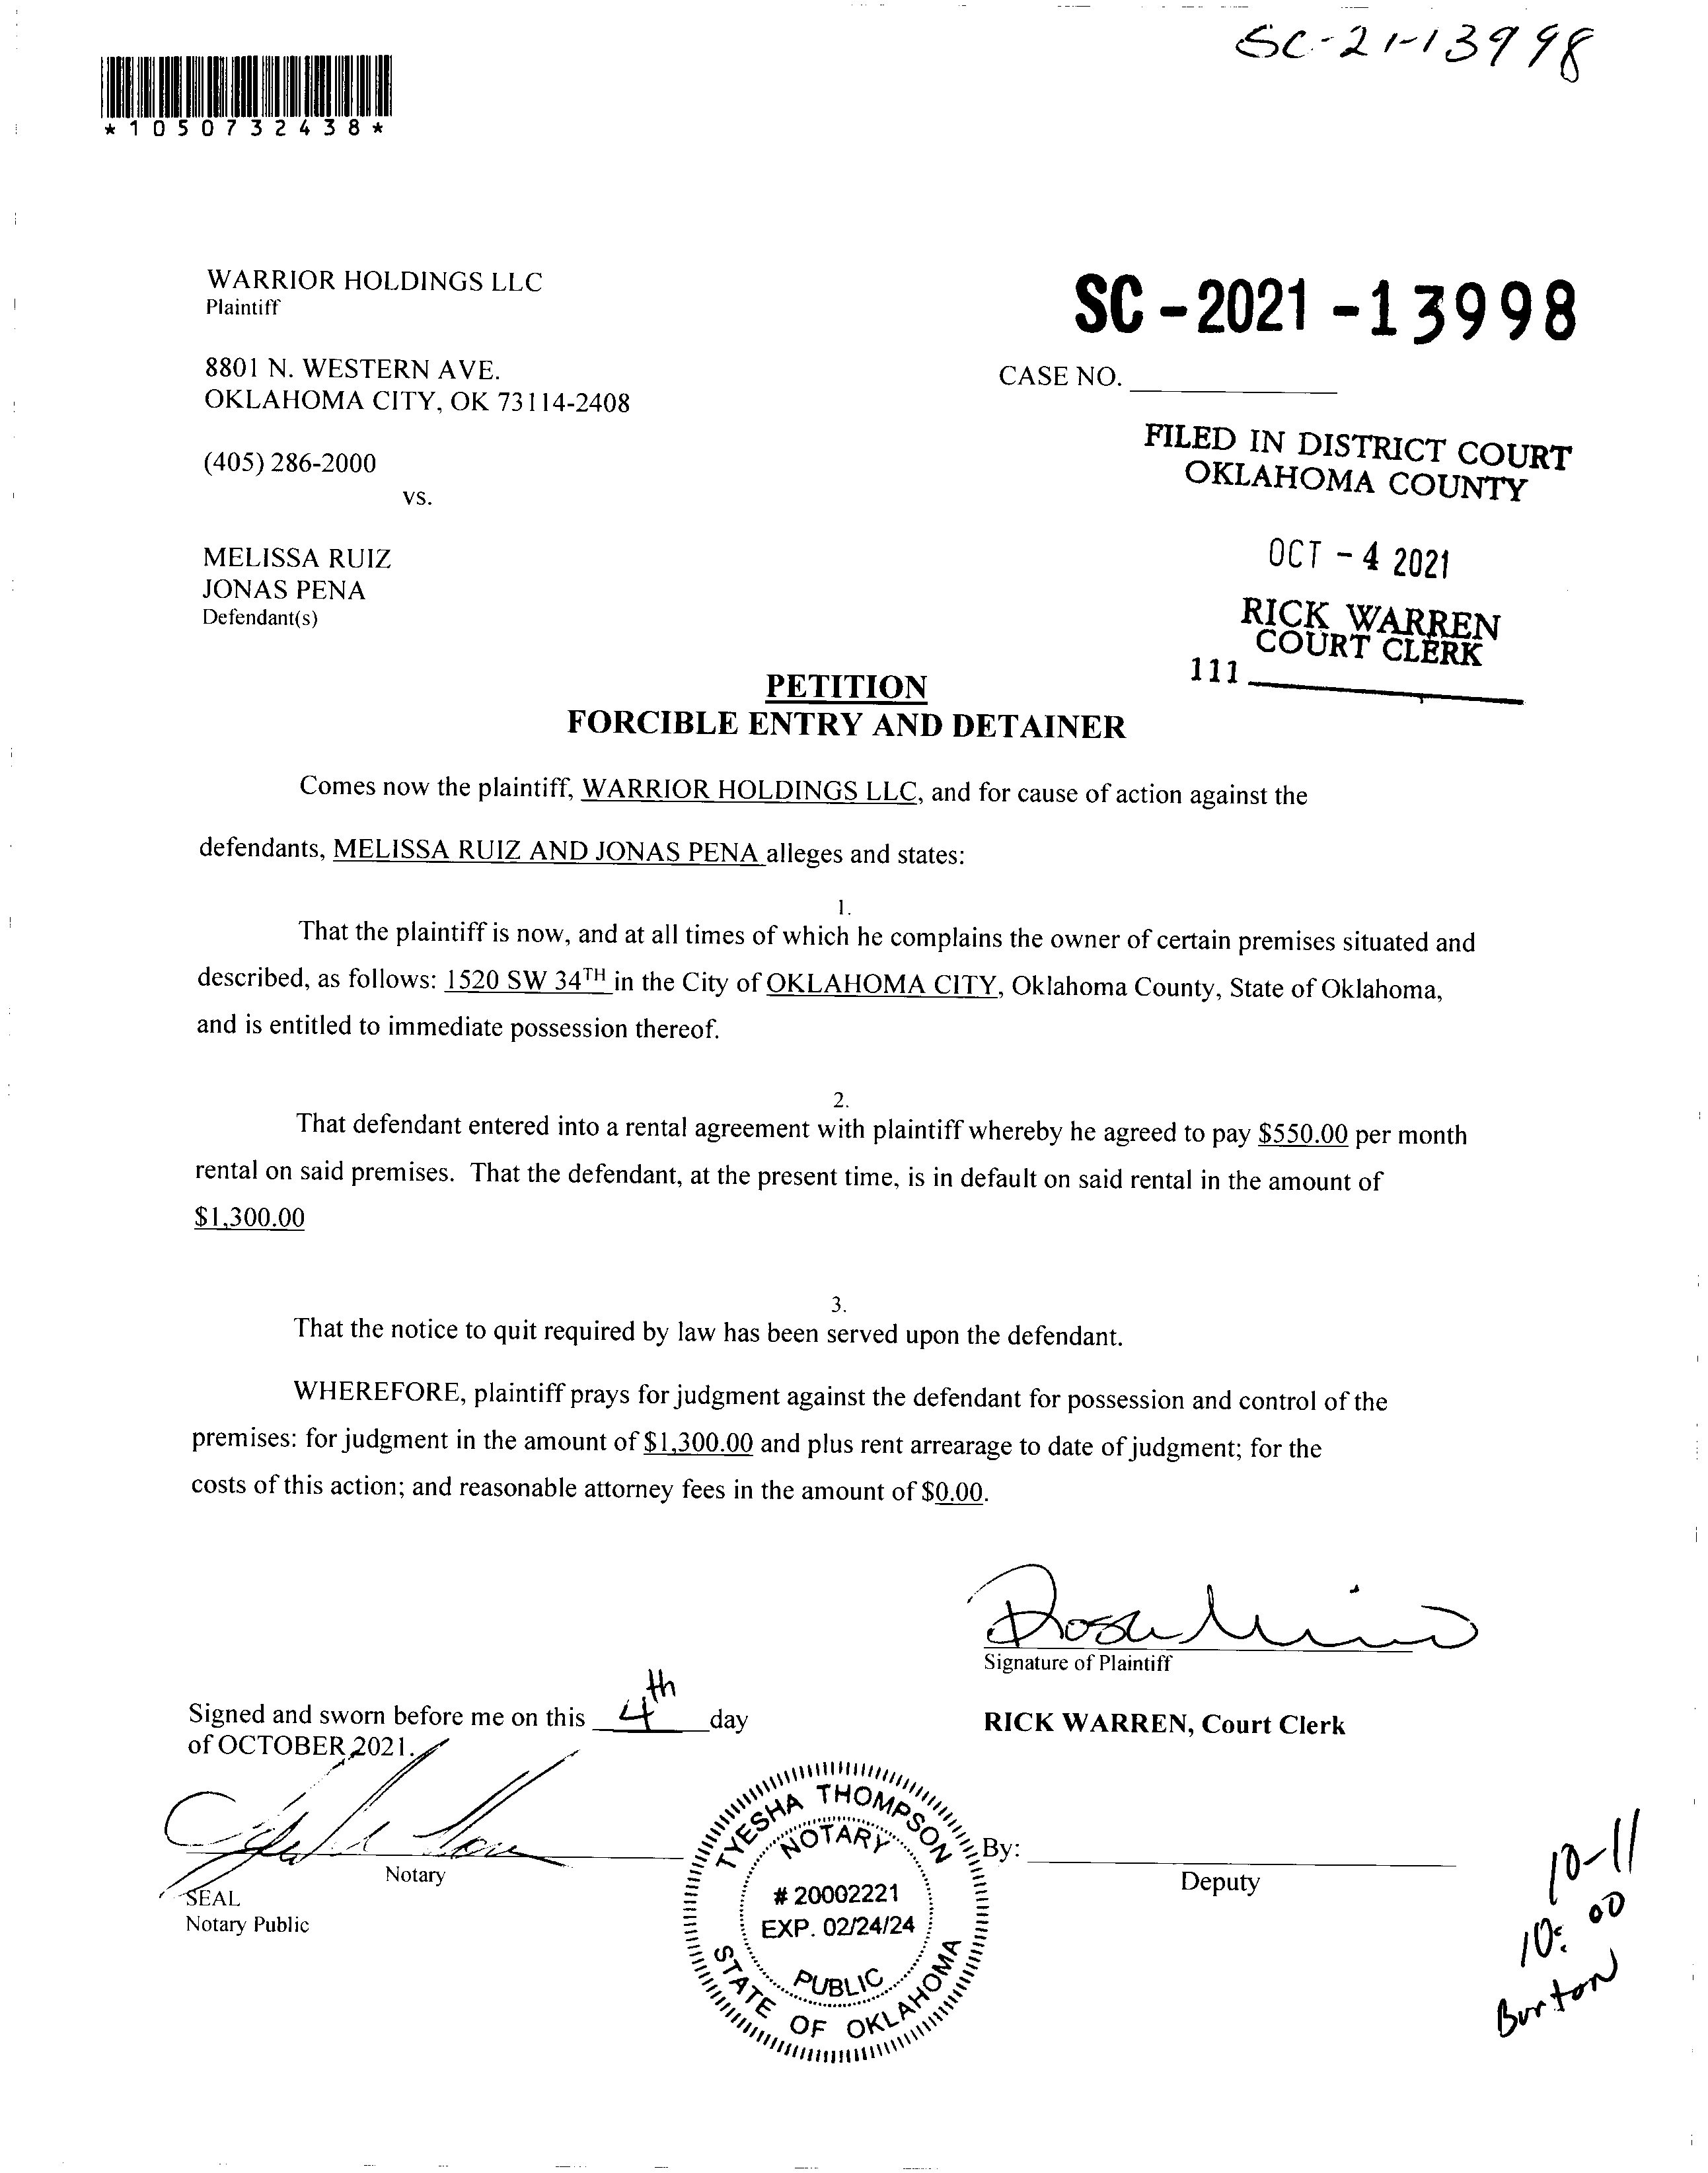 SC-21-13998
*1050732438*
WARRIOR HOLDINGS LLC
Plaintiff
SC-2021-13998
8801 N. WESTERN AVE.
OKLAHOMA CITY, OK 73114-2408
CASE NO.
(405) 286-2000
vs.
FILED IN DISTRICT COURT
OKLAHOMA COUNTY
MELISSA RUIZ
JONAS PENA
Defendant(s)
OCT - 4 2021
RICK WARREN
COURT CLERK
111
PETITION
FORCIBLE ENTRY AND DETAINER
Comes now the plaintiff, WARRIOR HOLDINGS LLC, and for cause of action against the
defendants, MELISSA RUIZ AND JONAS PENA alleges and states:
1.
That the plaintiff is now, and at all times of which he complains the owner of certain premises situated and
described, as follows: 1520 SW 34TH in the City of OKLAHOMA CITY, Oklahoma County, State of Oklahoma,
and is entitled to immediate possession thereof.
2.
That defendant entered into a rental agreement with plaintiff whereby he agreed to pay $550.00 per month
rental on said premises. That the defendant, at the present time, is in default on said rental in the amount of
$1,300.00
3.
That the notice to quit required by law has been served upon the defendant.
WHEREFORE, plaintiff prays for judgment against the defendant for possession and control of the
premises: for judgment in the amount of $1,300.00 and plus rent arrearage to date of judgment; for the
costs of this action; and reasonable attorney fees in the amount of $0.00.
Signature of Plaintiff
Signed and sworn before me on this 4th day
of OCTOBER, 2021.
RICK WARREN, Court Clerk
Notary
SEAL
Notary Public
TYESHA THOMPSON
NOTARY
# 20002221
EXP. 02/24/24
PUBLIC
STATE OF OKLAHOMA
By:
Deputy
10-11
10:00
Burton